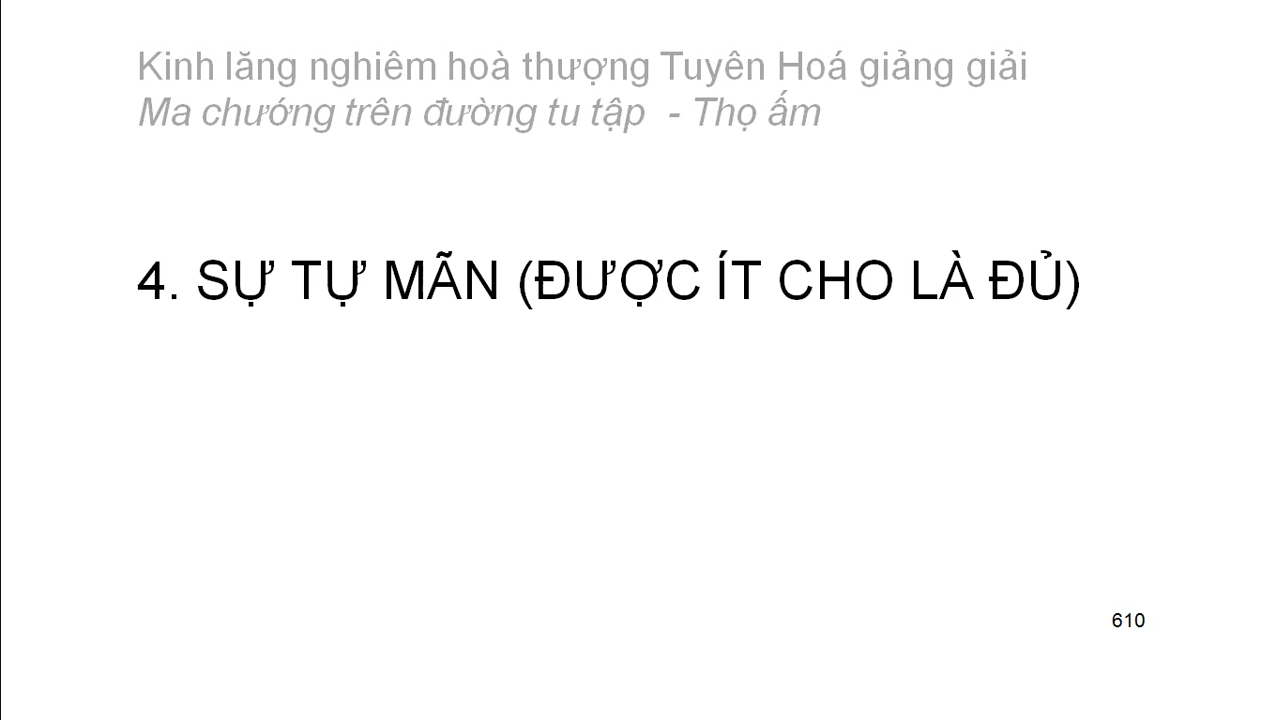 Kinh lăng nghiêm hoà thượng Tuyên Hoá giảng giải
Ma chướng trên đường tu tập - Thọ ấm
4. SỰ TỰ MÃN (ĐƯỢC ÍT CHO LÀ ĐỦ)
610